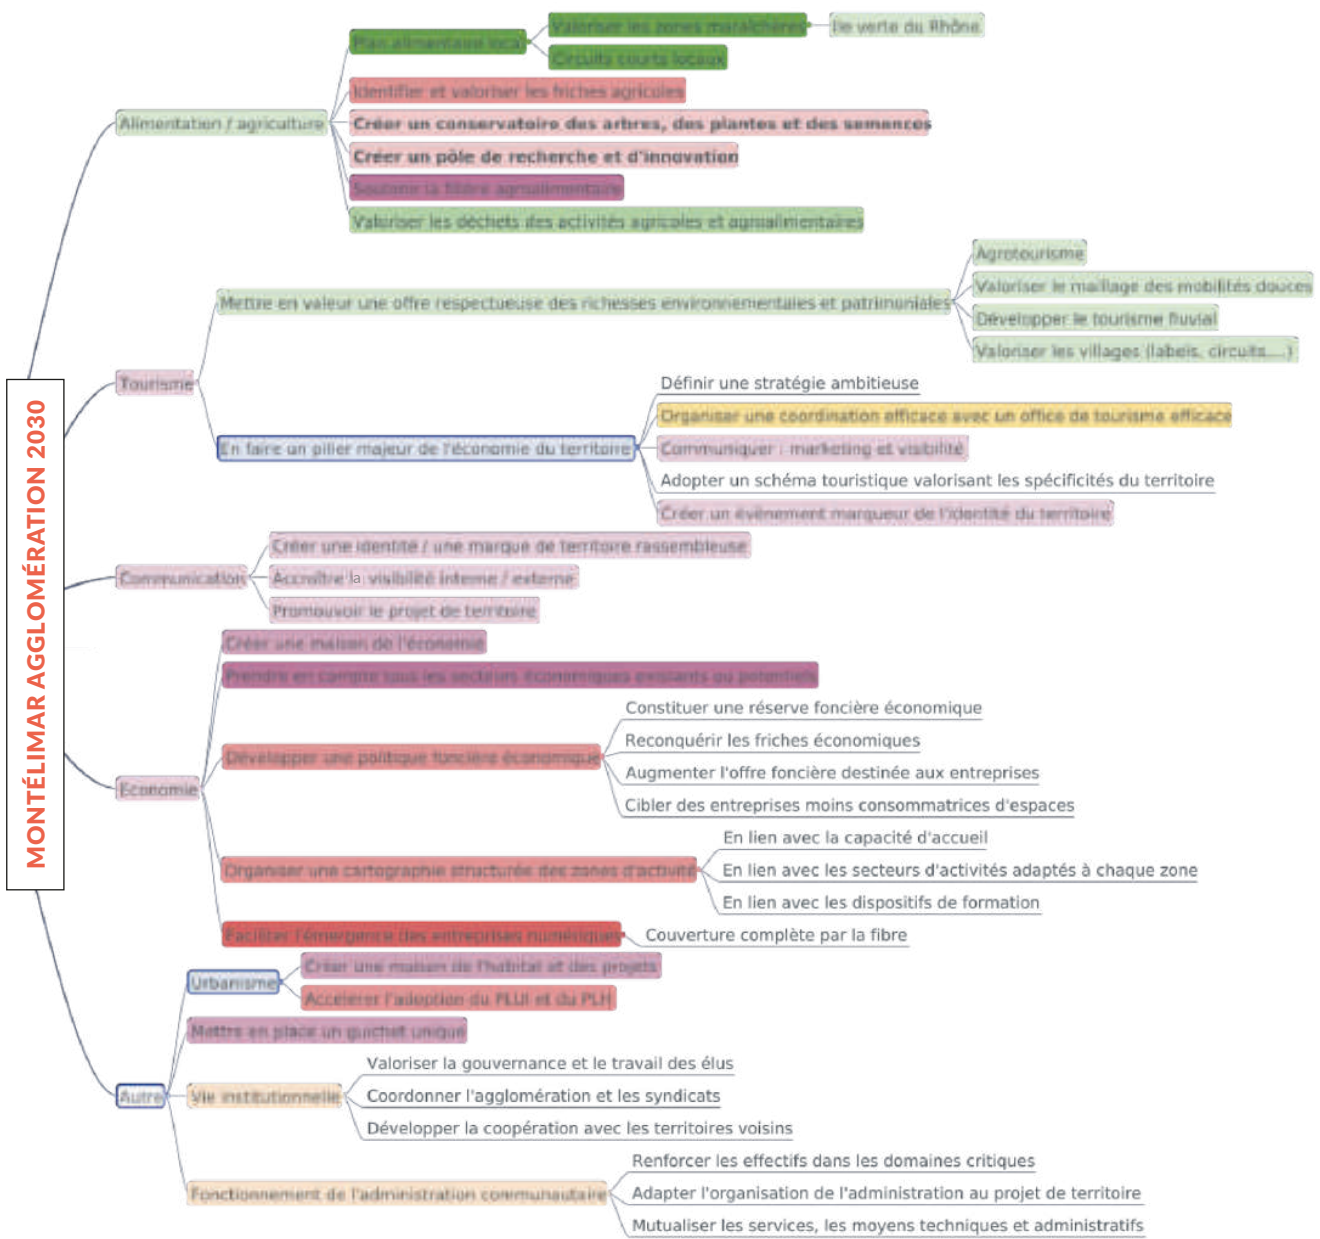 MONTÉLIMAR AGGLOMÉRATION 2030
Alimentation / agriculture
Plan alimentaire local
Valoriser les zones maraîchères
Ile verte du Rhône
Circuits courts locaux
Identifier et valoriser les friches agricoles
Créer un conservatoire des arbres, des plantes et des semences
Créer un pôle de recherche et d'innovation
Soutenir la filière agroalimentaire
Valoriser les déchets des activités agricoles et agroalimentaires
Tourisme
Mettre en valeur une offre respectueuse des richesses environnementales et patrimoniales
Agrotourisme
Valoriser le maillage des mobilités douces
Développer le tourisme fluvial
Valoriser les villages (labels, circuits....)
En faire un pilier majeur de l'économie du territoire
Définir une stratégie ambitieuse
Organiser une coordination efficace avec un office de tourisme efficace
Communiquer : marketing et visibilité
Adopter un schéma touristique valorisant les spécificités du territoire
Créer un évènement marqueur de l'identité du territoire
Communication
Créer une identité / une marque de territoire rassembleuse
Accroître la visibilité interne / externe
Promouvoir le projet de territoire
Economie
Créer une maison de l'économie
Prendre en compte tous les secteurs économiques existants ou potentiels
Développer une politique foncière économique
Constituer une réserve foncière économique
Reconquérir les friches économiques
Augmenter l'offre foncière destinée aux entreprises
Cibler des entreprises moins consommatrices d'espaces
Organiser une cartographie structurée des zones d'activité
En lien avec la capacité d'accueil
En lien avec les secteurs d'activités adaptés à chaque zone
En lien avec les dispositifs de formation
Faciliter l'émergence des entreprises numériques
Couverture complète par la fibre
Autre
Urbanisme
Créer une maison de l'habitat et des projets
Accélérer l'adoption du PLUI et du PLH
Mettre en place un guichet unique
Vie institutionnelle
Valoriser la gouvernance et le travail des élus
Coordonner l'agglomération et les syndicats
Développer la coopération avec les territoires voisins
Fonctionnement de l'administration communautaire
Renforcer les effectifs dans les domaines critiques
Adapter l'organisation de l'administration au projet de territoire
Mutualiser les services, les moyens techniques et administratifs